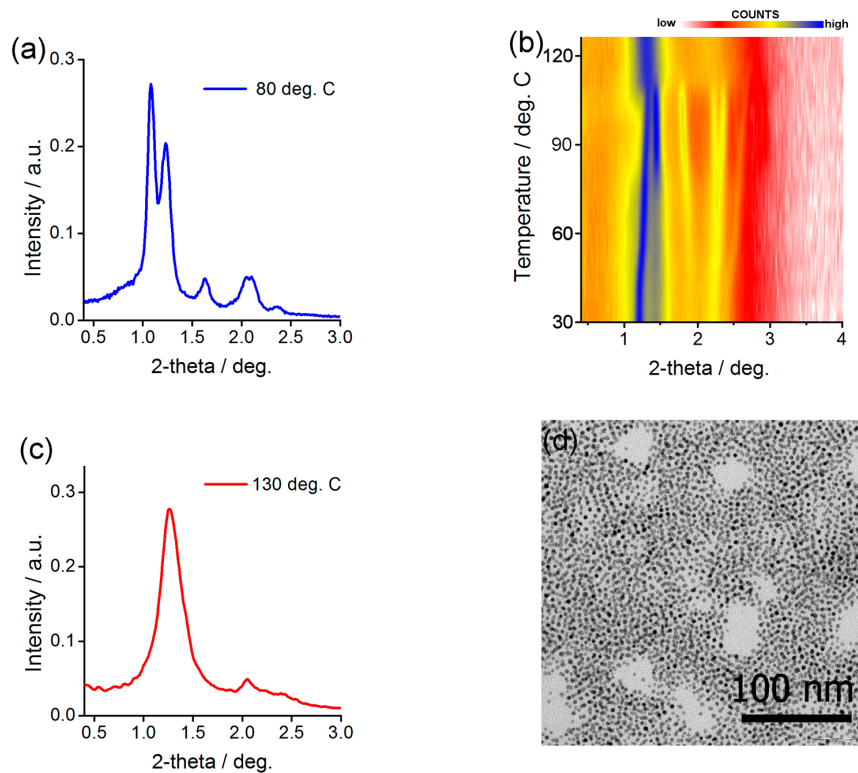 (a)
0.3
0.2
0.1
0.0
Intensity / a.u.
80 deg. C
0.5 1.0 1.5 2.0 2.5 3.0
2-theta / deg.
COUNTS
low high
(b)
120
90
60
30
Temperature / deg. C
1 2 3 4
2-theta / deg.
(c)
0.3
0.2
0.1
0.0
Intensity / a.u.
130 deg. C
0.5 1.0 1.5 2.0 2.5 3.0
2-theta / deg.
(d)
100 nm